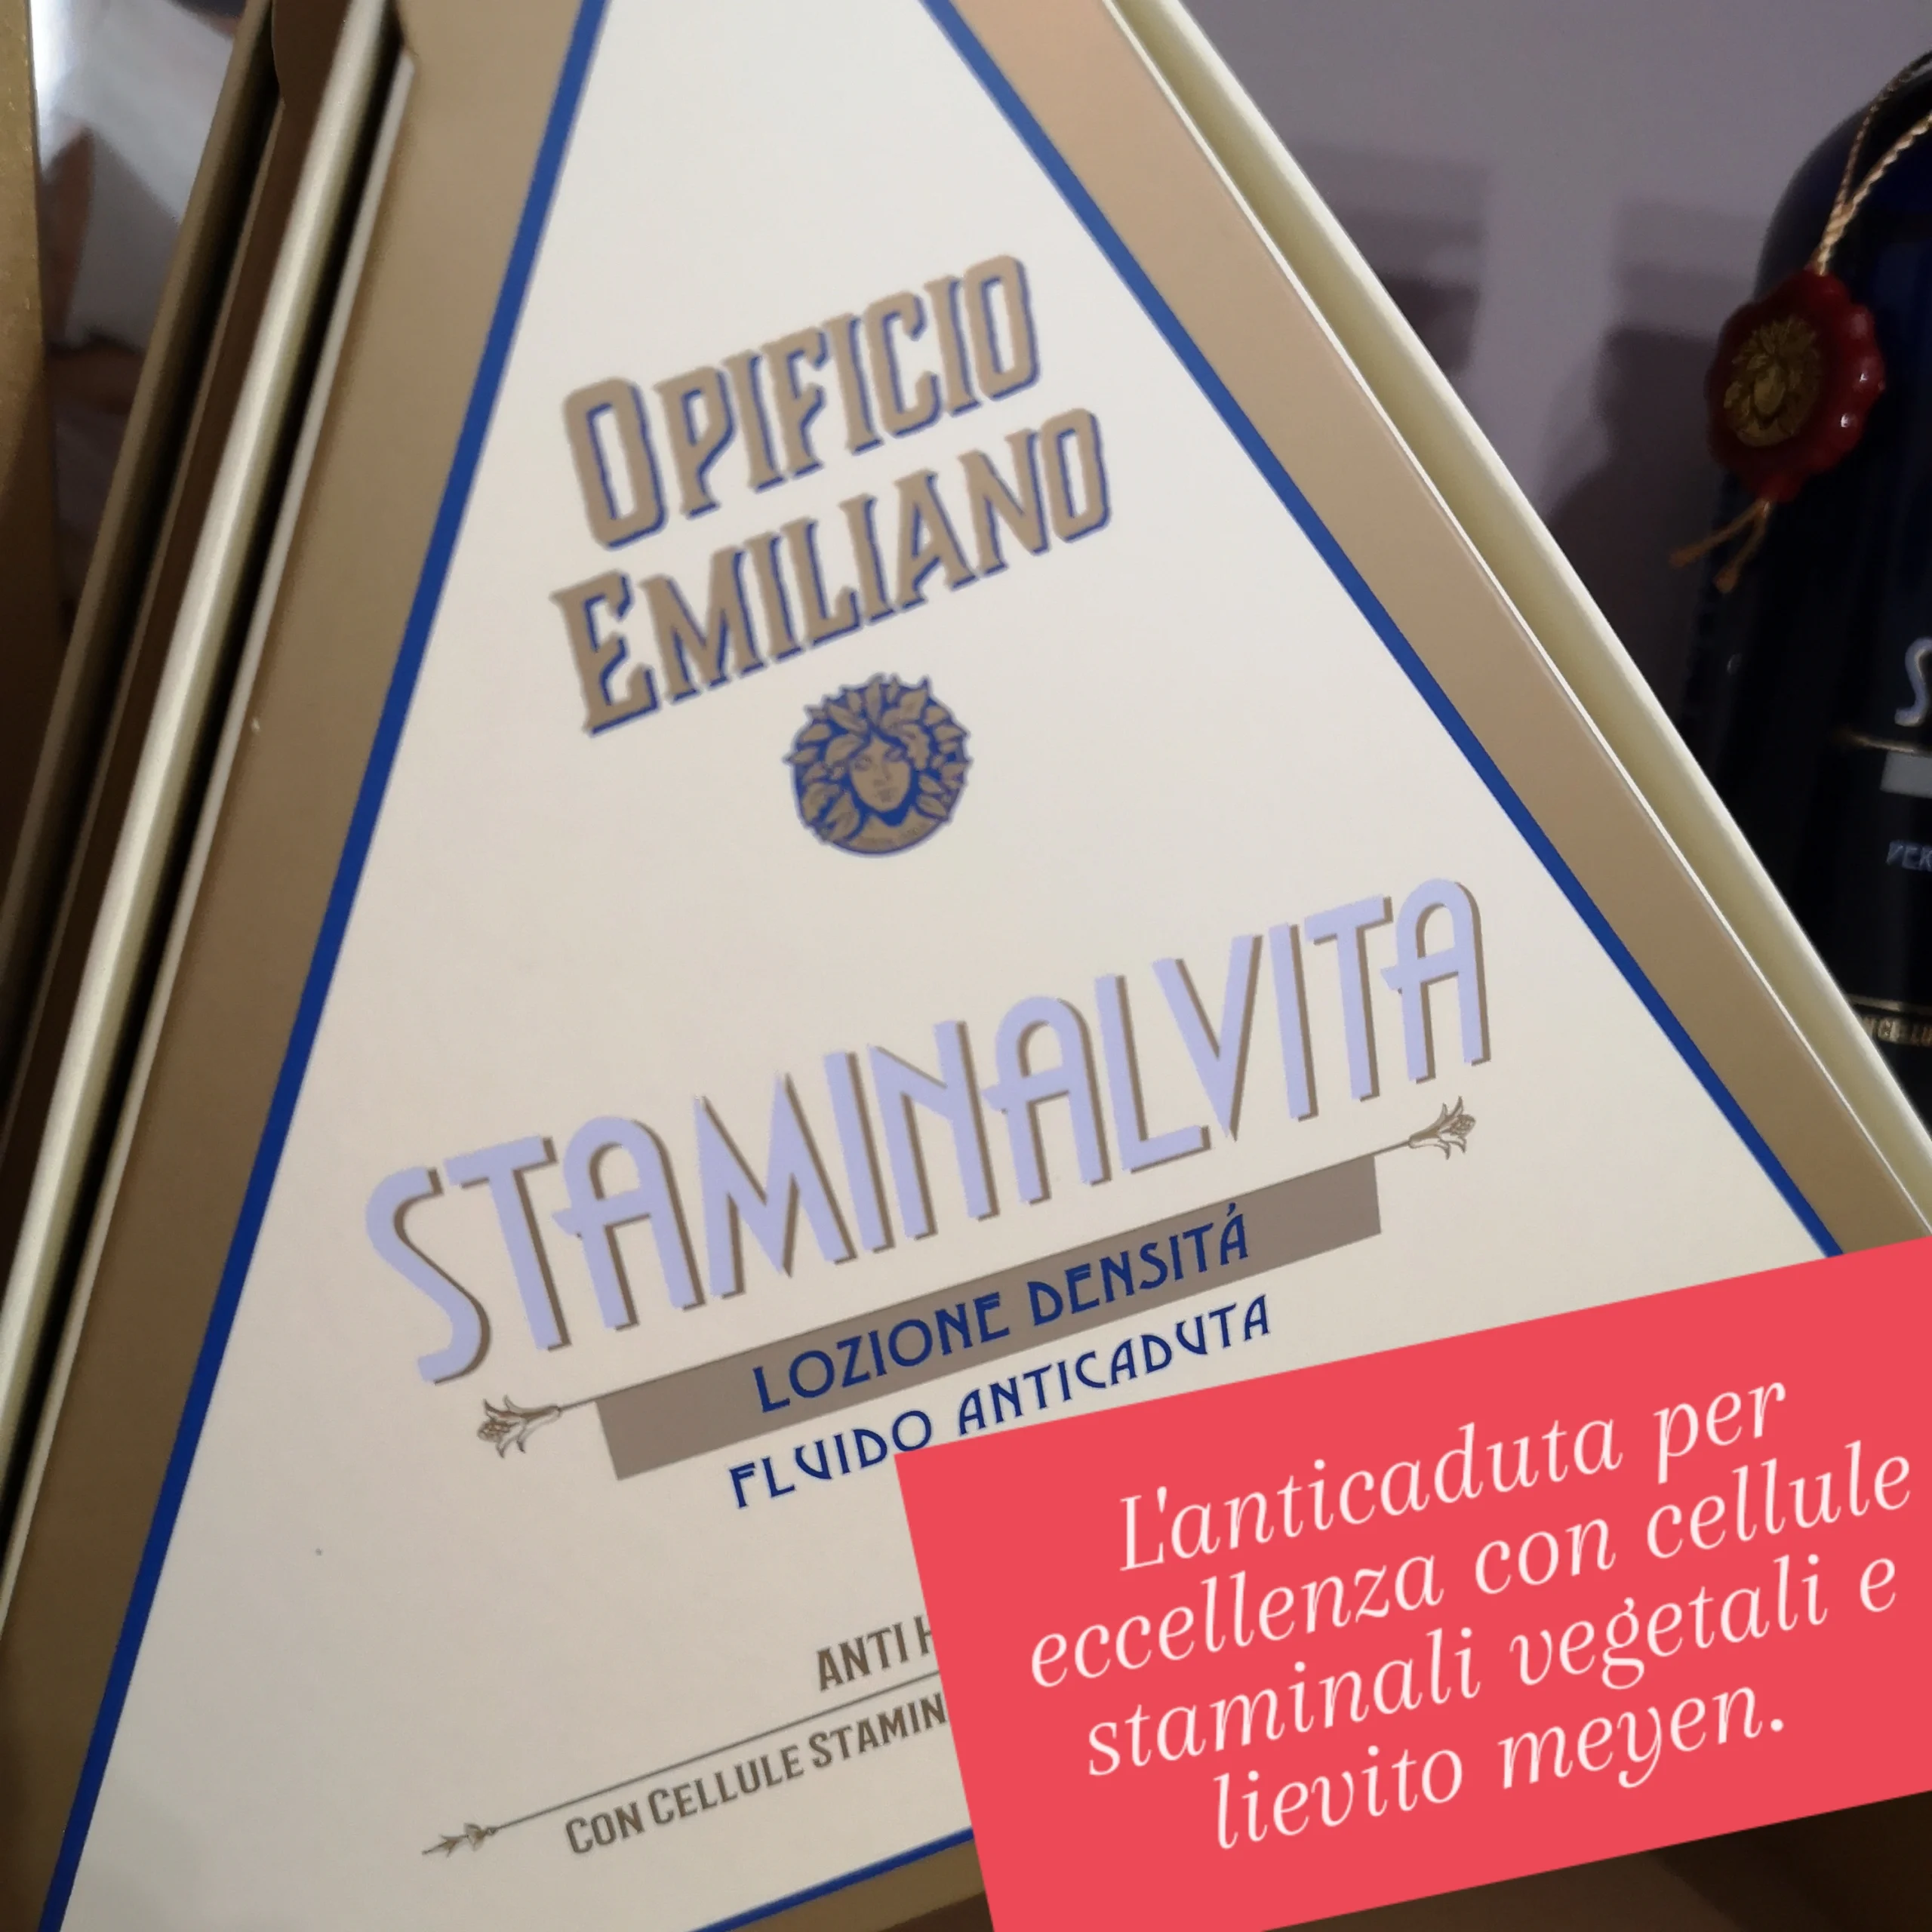 OPIFICIO
EMILIANO
STAMINALVITA
LOZIONE DENSITÁ
FLUIDO ANTICADUTA
ANTI
CON CELLULE
L'anticaduta per
eccellenza con cellule
staminali vegetali e
lievito meyen.